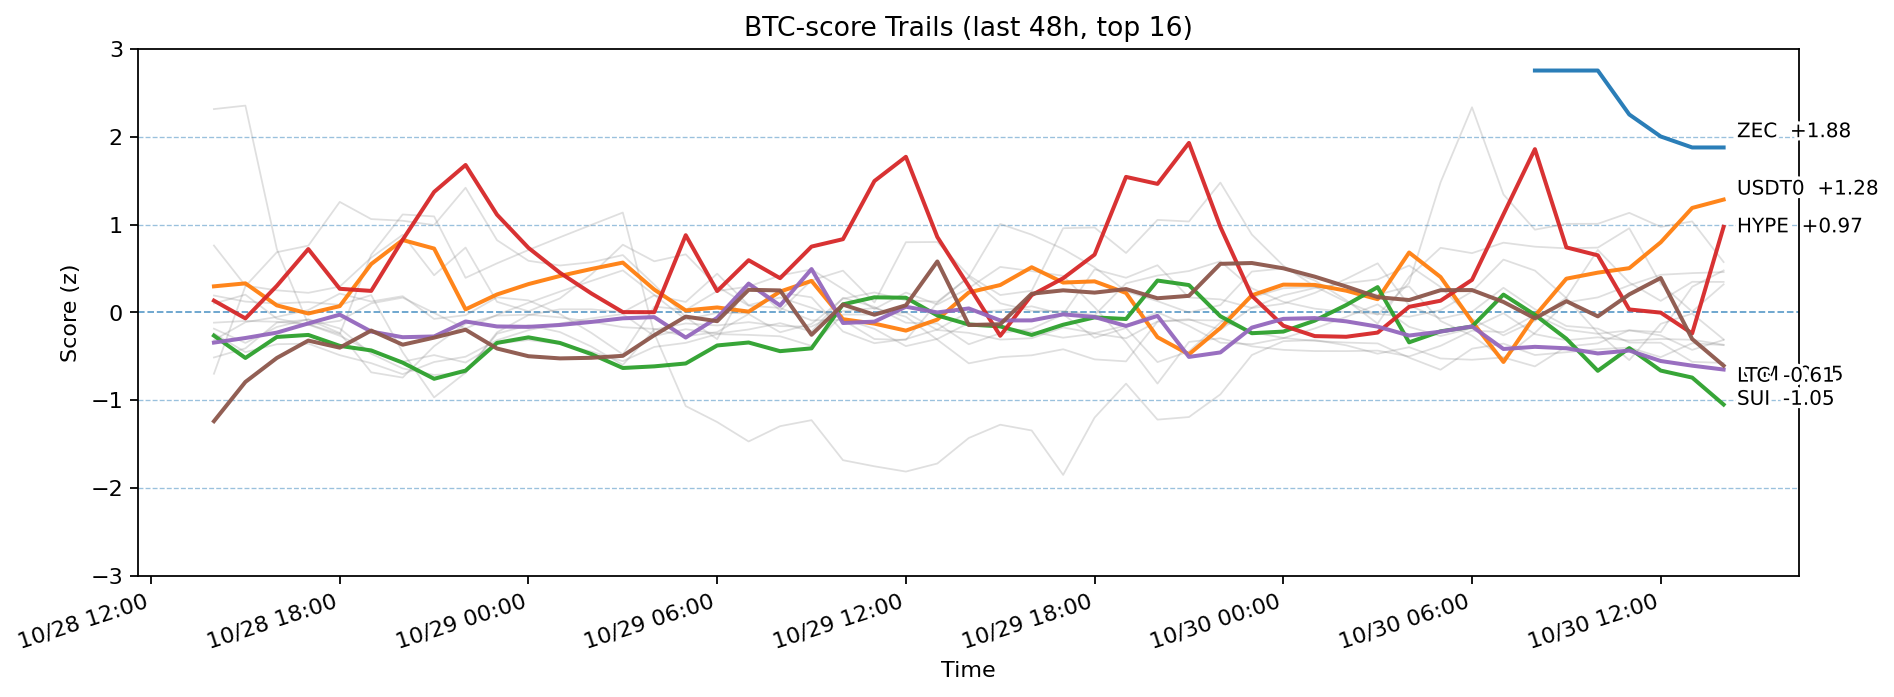 BTC-score Trails (last 48h, top 16)
Score (z)
3
2
1
0
−1
−2
−3
ZEC +1.88
USDT0 +1.28
HYPE +0.97
LTC -0.61
SUI -1.05
10/28 12:00
10/28 18:00
10/29 00:00
10/29 06:00
10/29 12:00
10/29 18:00
10/30 00:00
10/30 06:00
10/30 12:00
Time